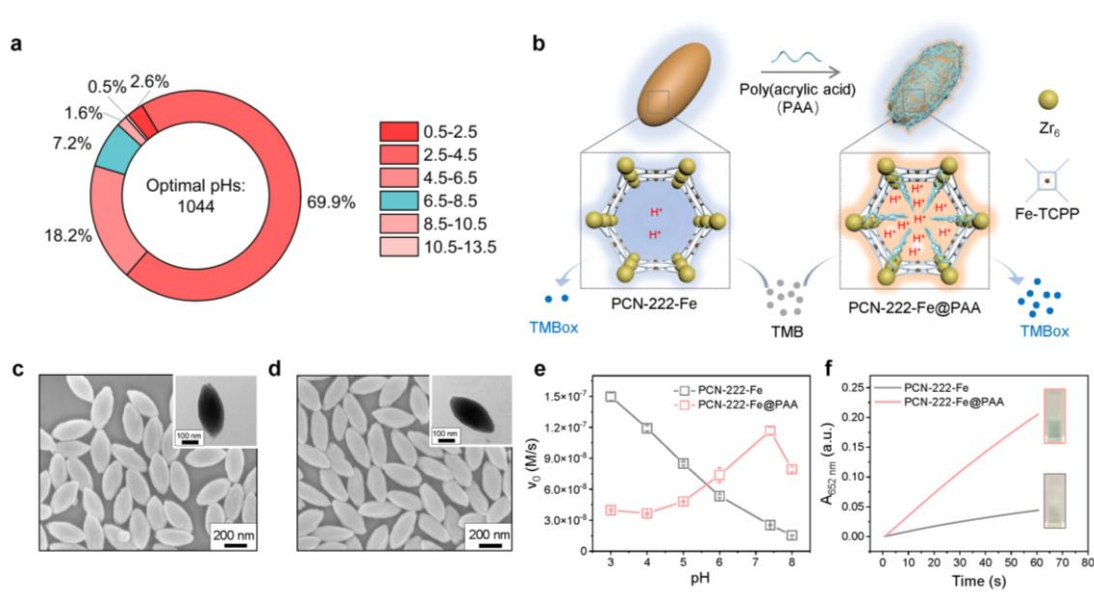 a
0.5%
2.6%
1.6%
7.2%
18.2%
69.9%
Optimal pHs:
1044
0.5-2.5
2.5-4.5
4.5-6.5
6.5-8.5
8.5-10.5
10.5-13.5
b
Poly(acrylic acid)
(PAA)
Zr6
Fe-TCPP
H+
H+
H+
H+
H+
H+
H+
H+
H+
H+
PCN-222-Fe
PCN-222-Fe@PAA
TMBox
TMB
TMBox
c
100 nm
200 nm
d
100 nm
200 nm
e
PCN-222-Fe
PCN-222-Fe@PAA
1.5×10-7
1.2×10-7
9.0×10-8
6.0×10-8
3.0×10-8
0
v0 (M/s)
3 4 5 6 7 8
pH
f
PCN-222-Fe
PCN-222-Fe@PAA
0.25
0.20
0.15
0.10
0.05
0.00
A652 nm (a.u.)
0 10 20 30 40 50 60 70 80
Time (s)